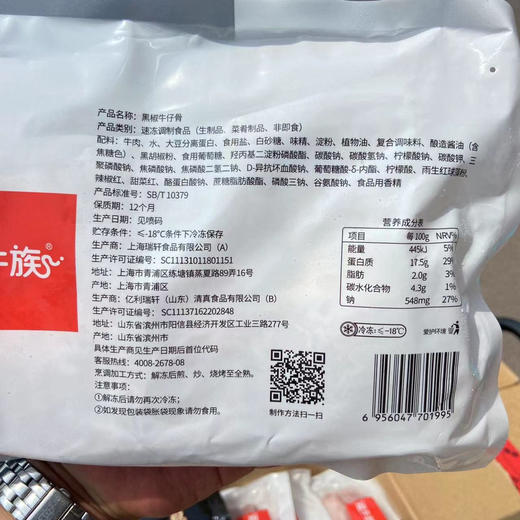 产品名称：黑椒牛仔骨
产品类别：速冻调制食品（生制品、菜肴制品、非即食）
配料：牛肉、水、大豆分离蛋白、食用盐、白砂糖、味精、淀粉、植物油、复合调味料、酿造酱油（含
焦糖色）、黑胡椒粉、食用葡萄糖、羟丙基二淀粉磷酸酯、碳酸钠、碳酸氢钠、柠檬酸钠、碳酸钾、三
聚磷酸钠、焦磷酸钠、焦磷酸二氢二钠、D-异抗坏血酸钠、葡萄糖酸-δ-内酯、柠檬酸、雨生红球藻粉、
辣椒红、甜菜红、酪蛋白酸钠、蔗糖脂肪酸酯、磷酸三钠、谷氨酸钠、食品用香精
产品标准代号：SB/T 10379
保质期：12个月
生产日期：见喷码
贮存条件：≤-18℃条件下冷冻保存
生产商：上海瑞轩食品有限公司（A）
生产许可证编号：SC11131011801151
地址：上海市青浦区练塘镇蒸夏路89弄16号
产地：上海市青浦区
生产商：亿利瑞轩（山东）清真食品有限公司（B）
生产许可证编号：SC11137162202848
地址：山东省滨州市阳信县经济开发区工业三路277号
产地：山东省滨州市
具体生产商见生产日期后首位代码
客服热线：4008-2678-08
烹调加工方式：解冻后煎、炒、烧烤至全熟。
①解冻后请勿再次冷冻；
②如发现包装袋胀袋现象请勿食用。
族
营养成分表
项目 每100g NRV%
能量 445kJ 5%
蛋白质 17.5g 29%
脂肪 2.0g 3%
碳水化合物 4.3g 1%
钠 548mg 27%
冷冻:≤-18℃
爱护环境
制作方法扫一扫
6 956047 701995